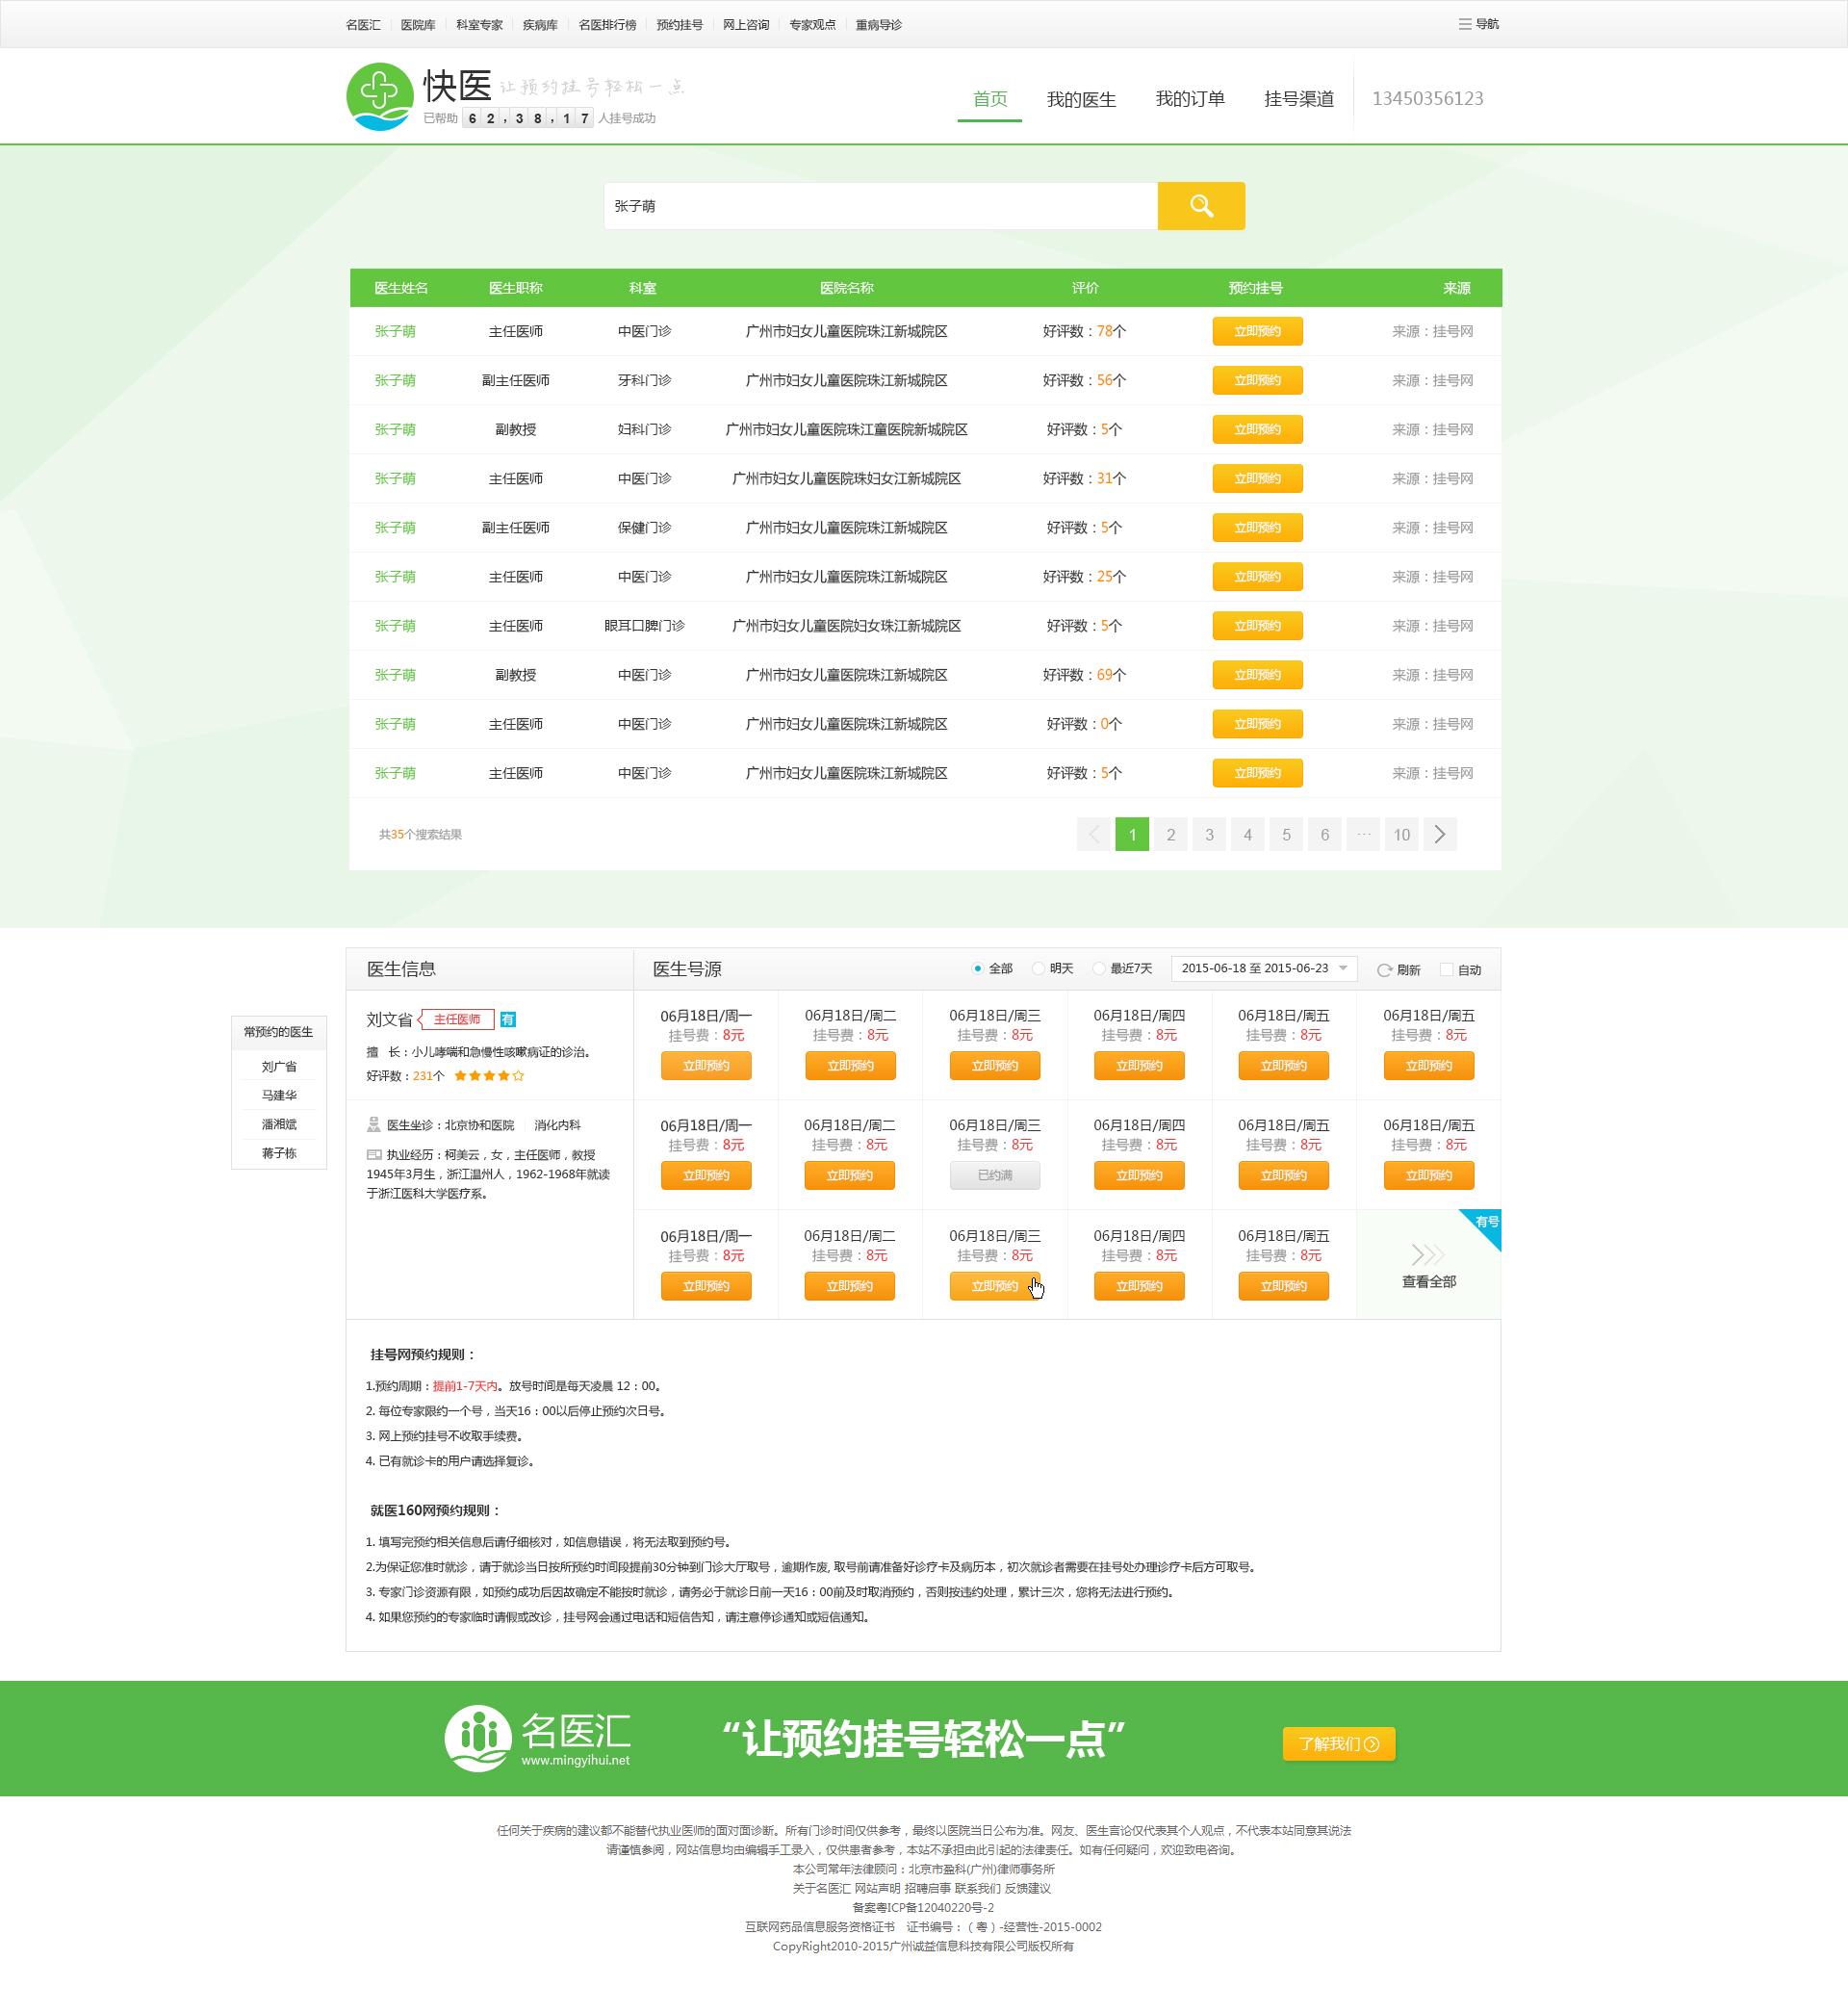 名医汇 医院库 科室专家 疾病库 名医排行榜 预约挂号 网上咨询 专家观点 重病导诊 导航
快医 让预约挂号轻松一点
已帮助 62,38,17 人挂号成功
首页 我的医生 我的订单 挂号渠道 13450356123
张子萌
医生姓名 医生职称 科室 医院名称 评价 预约挂号 来源
张子萌 主任医师 中医门诊 广州市妇女儿童医院珠江新城院区 好评数：78个 立即预约 来源：挂号网
张子萌 副主任医师 牙科门诊 广州市妇女儿童医院珠江新城院区 好评数：56个 立即预约 来源：挂号网
张子萌 副教授 妇科门诊 广州市妇女儿童医院珠江童医院新城院区 好评数：5个 立即预约 来源：挂号网
张子萌 主任医师 中医门诊 广州市妇女儿童医院珠妇女江新城院区 好评数：31个 立即预约 来源：挂号网
张子萌 副主任医师 保健门诊 广州市妇女儿童医院珠江新城院区 好评数：5个 立即预约 来源：挂号网
张子萌 主任医师 中医门诊 广州市妇女儿童医院珠江新城院区 好评数：25个 立即预约 来源：挂号网
张子萌 主任医师 眼耳口脾门诊 广州市妇女儿童医院妇女珠江新城院区 好评数：5个 立即预约 来源：挂号网
张子萌 副教授 中医门诊 广州市妇女儿童医院珠江新城院区 好评数：69个 立即预约 来源：挂号网
张子萌 主任医师 中医门诊 广州市妇女儿童医院珠江新城院区 好评数：0个 立即预约 来源：挂号网
张子萌 主任医师 中医门诊 广州市妇女儿童医院珠江新城院区 好评数：5个 立即预约 来源：挂号网
共35个搜索结果 1 2 3 4 5 6 ··· 10
医生信息 医生号源 全部 明天 最近7天 2015-06-18 至 2015-06-23 刷新 自动
常预约的医生
刘广省
马建华
潘湘斌
蒋子栋
刘文省 主任医师 有
擅 长：小儿哮喘和急慢性咳嗽病证的诊治。
好评数：231个
医生坐诊：北京协和医院 消化内科
执业经历：柯美云，女，主任医师，教授
1945年3月生，浙江温州人，1962-1968年就读
于浙江医科大学医疗系。
06月18日/周一 06月18日/周二 06月18日/周三 06月18日/周四 06月18日/周五 06月18日/周五
挂号费：8元 挂号费：8元 挂号费：8元 挂号费：8元 挂号费：8元 挂号费：8元
立即预约 立即预约 立即预约 立即预约 立即预约 立即预约
06月18日/周一 06月18日/周二 06月18日/周三 06月18日/周四 06月18日/周五 06月18日/周五
挂号费：8元 挂号费：8元 挂号费：8元 挂号费：8元 挂号费：8元 挂号费：8元
立即预约 立即预约 已约满 立即预约 立即预约 立即预约
06月18日/周一 06月18日/周二 06月18日/周三 06月18日/周四 06月18日/周五 有号
挂号费：8元 挂号费：8元 挂号费：8元 挂号费：8元 挂号费：8元
立即预约 立即预约 立即预约 立即预约 立即预约 查看全部
挂号网预约规则：
1.预约周期：提前1-7天内。放号时间是每天凌晨 12：00。
2. 每位专家限约一个号，当天16：00以后停止预约次日号。
3. 网上预约挂号不收取手续费。
4. 已有就诊卡的用户请选择复诊。
就医160网预约规则：
1. 填写完预约相关信息后请仔细核对，如信息错误，将无法取到预约号。
2.为保证您准时就诊，请于就诊当日按所预约时间段提前30分钟到门诊大厅取号，逾期作废, 取号前请准备好诊疗卡及病历本，初次就诊者需要在挂号处办理诊疗卡后方可取号。
3. 专家门诊资源有限，如预约成功后因故确定不能按时就诊，请务必于就诊日前一天16：00前及时取消预约，否则按违约处理，累计三次，您将无法进行预约。
4. 如果您预约的专家临时请假或改诊，挂号网会通过电话和短信告知，请注意停诊通知或短信通知。
名医汇
www.mingyihui.net
“让预约挂号轻松一点”
了解我们
任何关于疾病的建议都不能替代执业医师的面对面诊断。所有门诊时间仅供参考，最终以医院当日公布为准。网友、医生言论仅代表其个人观点，不代表本站同意其说法
请谨慎参阅，网站信息均由编辑手工录入，仅供患者参考，本站不承担由此引起的法律责任。如有任何疑问，欢迎致电咨询。
本公司常年法律顾问：北京市盈科(广州)律师事务所
关于名医汇 网站声明 招聘启事 联系我们 反馈建议
备案粤ICP备12040220号-2
互联网药品信息服务资格证书 证书编号：（粤）-经营性-2015-0002
CopyRight2010-2015广州诚益信息科技有限公司版权所有